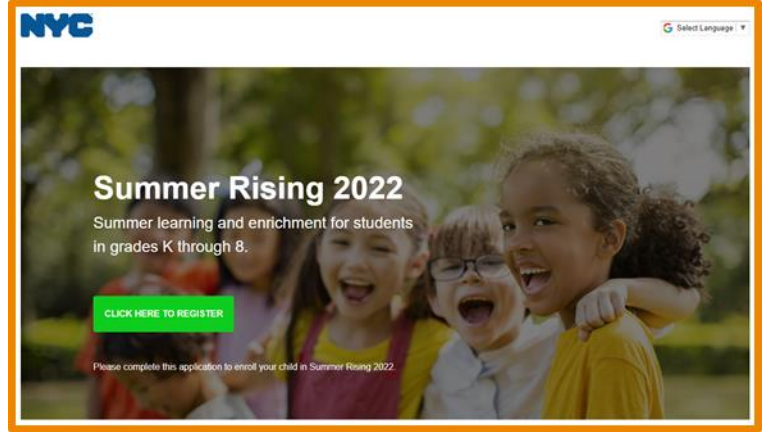 NYC
Select Language ▼
Summer Rising 2022
Summer learning and enrichment for students
in grades K through 8.
CLICK HERE TO REGISTER
Please complete this application to enroll your child in Summer Rising 2022.